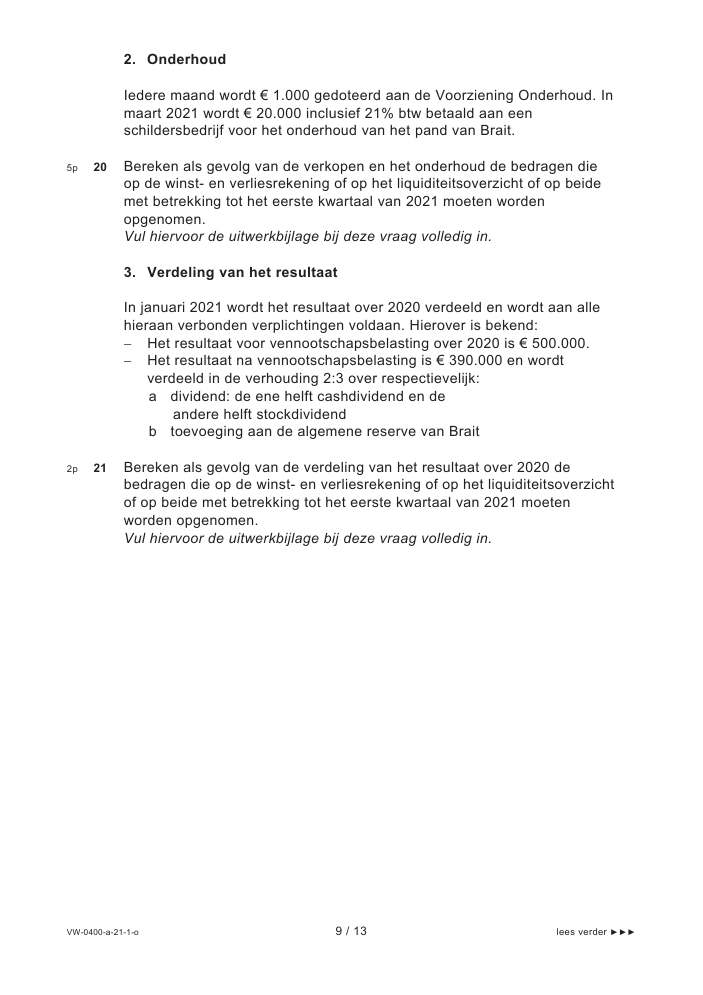 2. Onderhoud
Iedere maand wordt € 1.000 gedoteerd aan de Voorziening Onderhoud. In
maart 2021 wordt € 20.000 inclusief 21% btw betaald aan een
schildersbedrijf voor het onderhoud van het pand van Brait.
5p 20 Bereken als gevolg van de verkopen en het onderhoud de bedragen die
op de winst- en verliesrekening of op het liquiditeitsoverzicht of op beide
met betrekking tot het eerste kwartaal van 2021 moeten worden
opgenomen.
Vul hiervoor de uitwerkbijlage bij deze vraag volledig in.
3. Verdeling van het resultaat
In januari 2021 wordt het resultaat over 2020 verdeeld en wordt aan alle
hieraan verbonden verplichtingen voldaan. Hierover is bekend:
– Het resultaat voor vennootschapsbelasting over 2020 is € 500.000.
– Het resultaat na vennootschapsbelasting is € 390.000 en wordt
verdeeld in de verhouding 2:3 over respectievelijk:
a dividend: de ene helft cashdividend en de
andere helft stockdividend
b toevoeging aan de algemene reserve van Brait
2p 21 Bereken als gevolg van de verdeling van het resultaat over 2020 de
bedragen die op de winst- en verliesrekening of op het liquiditeitsoverzicht
of op beide met betrekking tot het eerste kwartaal van 2021 moeten
worden opgenomen.
Vul hiervoor de uitwerkbijlage bij deze vraag volledig in.
VW-0400-a-21-1-o 9 / 13 lees verder ►►►